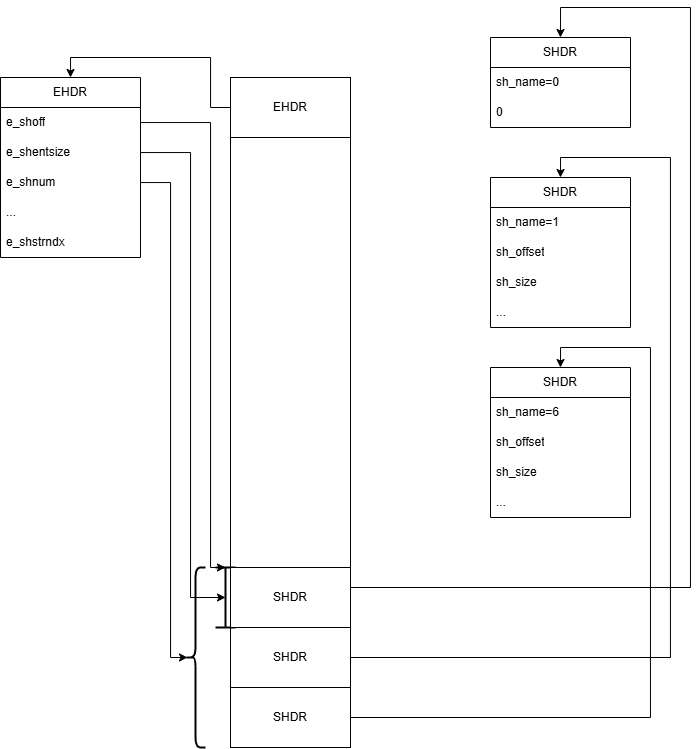 EHDR
e_shoff
e_shentsize
e_shnum
...
e_shstrndx
EHDR
SHDR
SHDR
SHDR
SHDR
sh_name=0
0
SHDR
sh_name=1
sh_offset
sh_size
...
SHDR
sh_name=6
sh_offset
sh_size
...